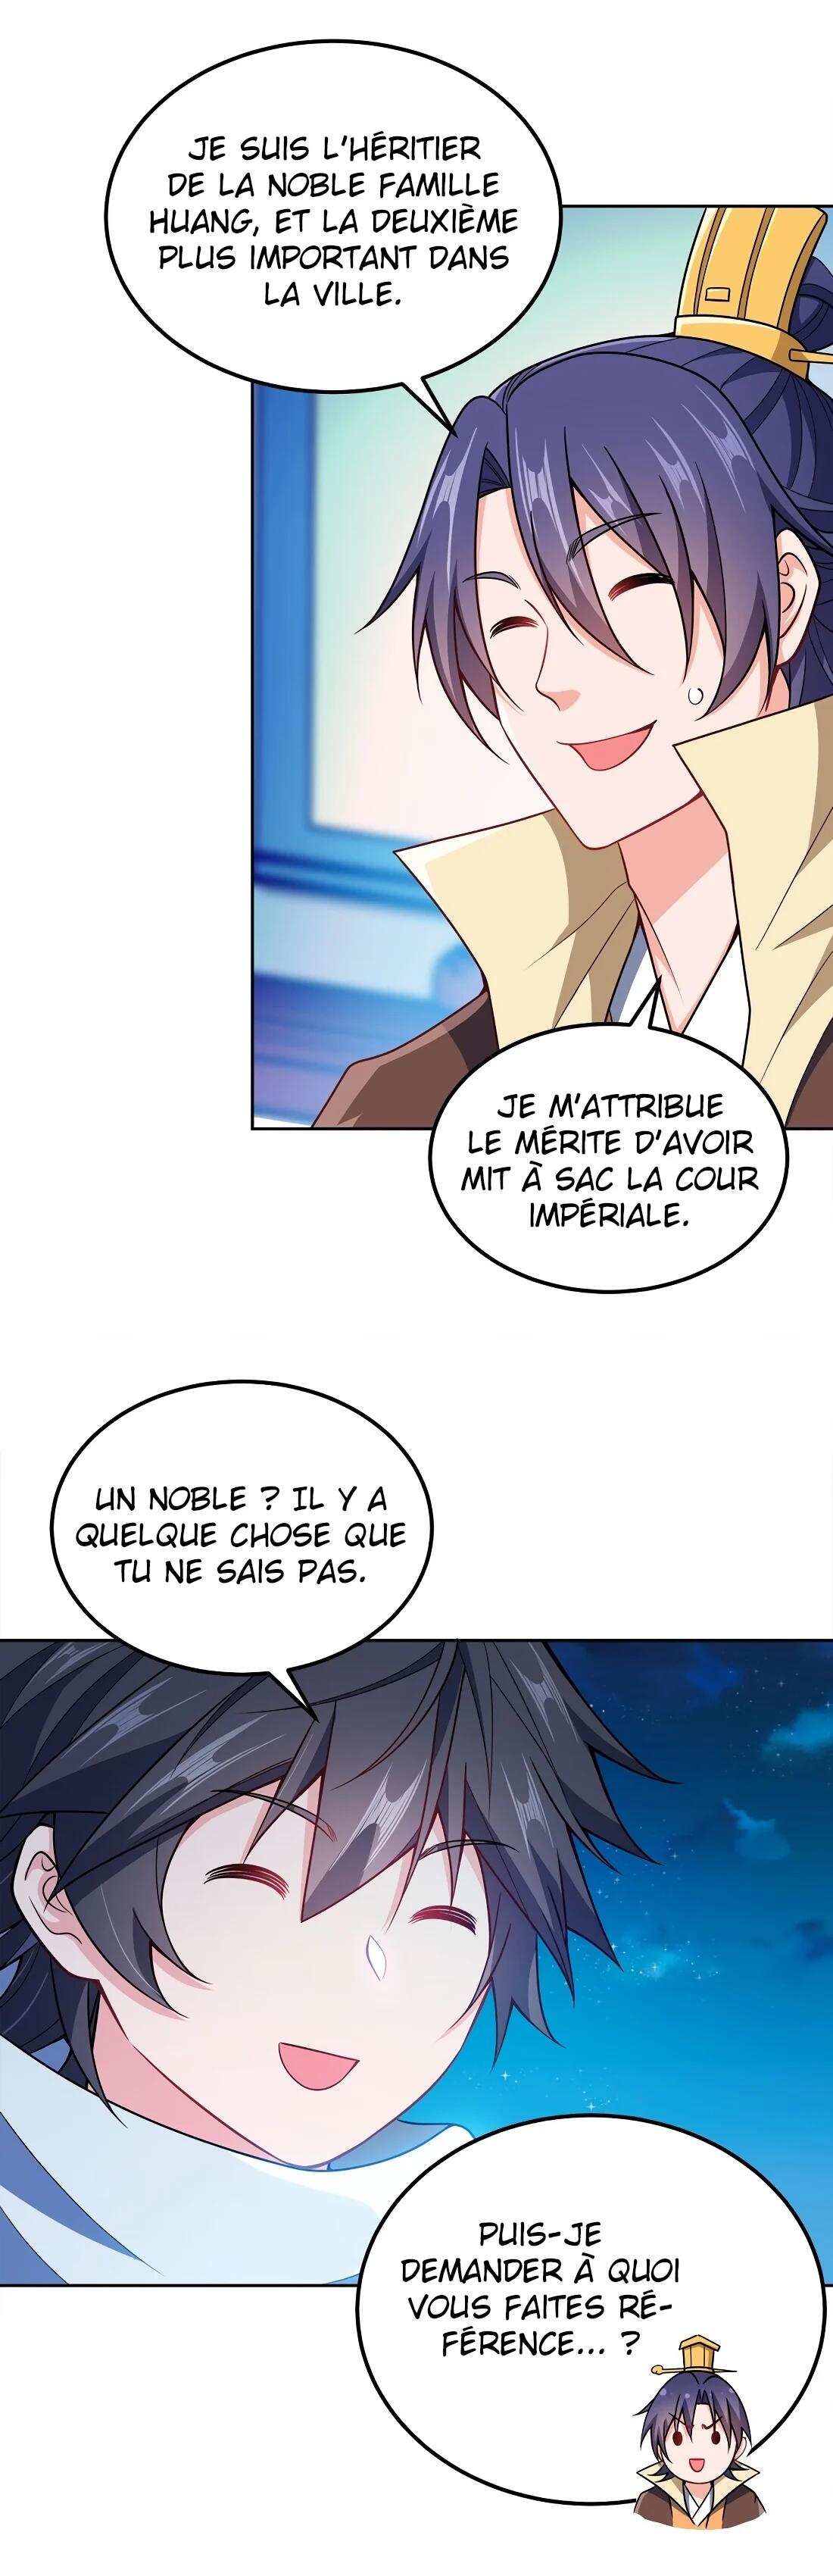 JE SUIS L'HÉRITIER
DE LA NOBLE FAMILLE
HUANG, ET LA DEUXIÈME
PLUS IMPORTANT DANS
LA VILLE.
JE M'ATTRIBUE
LE MÉRITE D'AVOIR
MIT À SAC LA COUR
IMPÉRIALE.
UN NOBLE ? IL Y A
QUELQUE CHOSE QUE
TU NE SAIS PAS.
PUIS-JE
DEMANDER À QUOI
VOUS FAITES RÉ-
FÉRENCE... ?